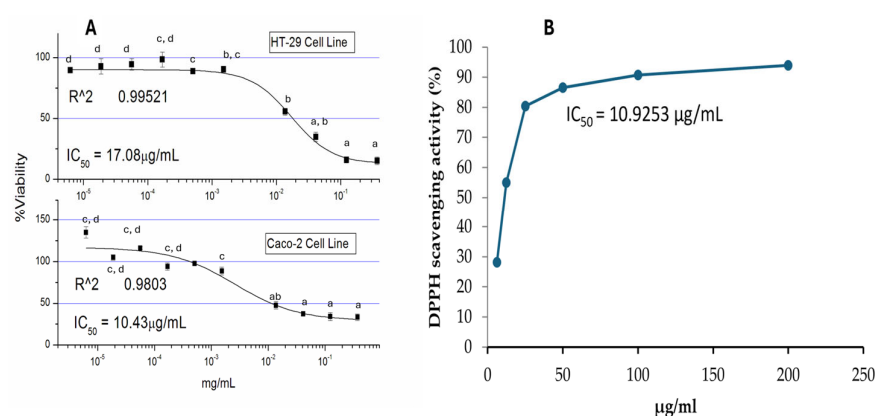 A
HT-29 Cell Line
d
d
d
c, d
c
b, c
b
a, b
a
a
100
50
0
R^2 0.99521
IC50 = 17.08µg/mL
10-5
10-4
10-3
10-2
10-1
%Viability
Caco-2 Cell Line
c, d
c, d
c, d
c, d
c
ab
a
a
a
150
100
50
0
R^2 0.9803
IC50 = 10.43µg/mL
10-5
10-4
10-3
10-2
10-1
mg/mL
B
DPPH scavenging activity (%)
100
90
80
70
60
50
40
30
20
10
0
IC50 = 10.9253 µg/mL
0
50
100
150
200
250
µg/ml